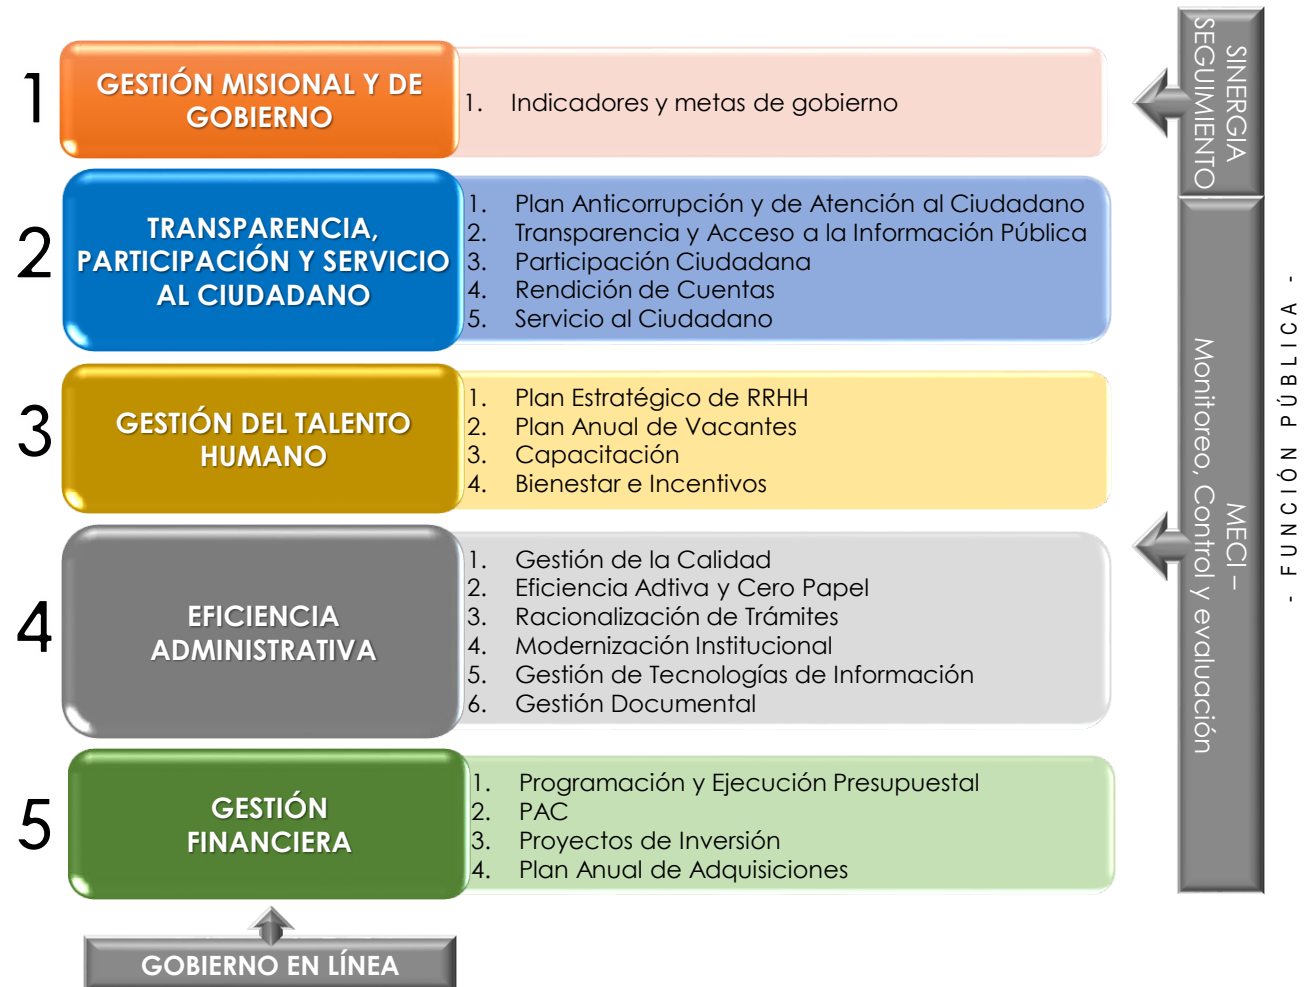 1
GESTIÓN MISIONAL Y DE
GOBIERNO
1. Indicadores y metas de gobierno
2
TRANSPARENCIA,
PARTICIPACIÓN Y SERVICIO
AL CIUDADANO
1. Plan Anticorrupción y de Atención al Ciudadano
2. Transparencia y Acceso a la Información Pública
3. Participación Ciudadana
4. Rendición de Cuentas
5. Servicio al Ciudadano
3
GESTIÓN DEL TALENTO
HUMANO
1. Plan Estratégico de RRHH
2. Plan Anual de Vacantes
3. Capacitación
4. Bienestar e Incentivos
4
EFICIENCIA
ADMINISTRATIVA
1. Gestión de la Calidad
2. Eficiencia Adtiva y Cero Papel
3. Racionalización de Trámites
4. Modernización Institucional
5. Gestión de Tecnologías de Información
6. Gestión Documental
5
GESTIÓN
FINANCIERA
1. Programación y Ejecución Presupuestal
2. PAC
3. Proyectos de Inversión
4. Plan Anual de Adquisiciones
GOBIERNO EN LÍNEA
SINERGIA
SEGUIMIENTO
MECI –
Monitoreo, Control y evaluación
- FUNCIÓN PÚBLICA -